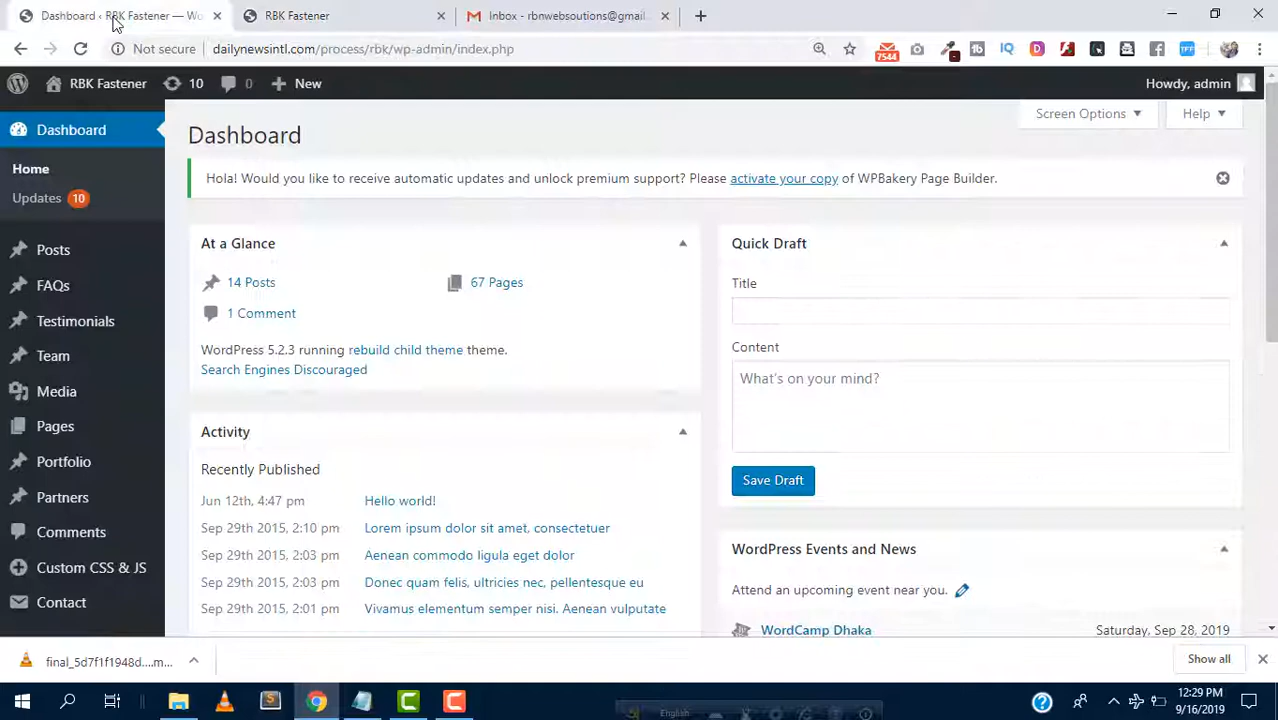 Dashboard ‹ RBK Fastener — Wo
RBK Fastener
Inbox - rbnwebsoutions@gmail.
Not secure
dailynewsintl.com/process/rbk/wp-admin/index.php
7544
RBK Fastener
10
0
New
Howdy, admin
Dashboard
Home
Updates 10
Posts
FAQs
Testimonials
Team
Media
Pages
Portfolio
Partners
Comments
Custom CSS & JS
Contact
Screen Options
Help
Dashboard
Hola! Would you like to receive automatic updates and unlock premium support? Please activate your copy of WPBakery Page Builder.
At a Glance
14 Posts
67 Pages
1 Comment
WordPress 5.2.3 running rebuild child theme theme.
Search Engines Discouraged
Activity
Recently Published
Jun 12th, 4:47 pm Hello world!
Sep 29th 2015, 2:10 pm Lorem ipsum dolor sit amet, consectetuer
Sep 29th 2015, 2:03 pm Aenean commodo ligula eget dolor
Sep 29th 2015, 2:03 pm Donec quam felis, ultricies nec, pellentesque eu
Sep 29th 2015, 2:01 pm Vivamus elementum semper nisi. Aenean vulputate
Quick Draft
Title
Content
What's on your mind?
Save Draft
WordPress Events and News
Attend an upcoming event near you.
WordCamp Dhaka
Saturday, Sep 28, 2019
final_5d7f1f1948d....m...
Show all
English
12:29 PM
9/16/2019